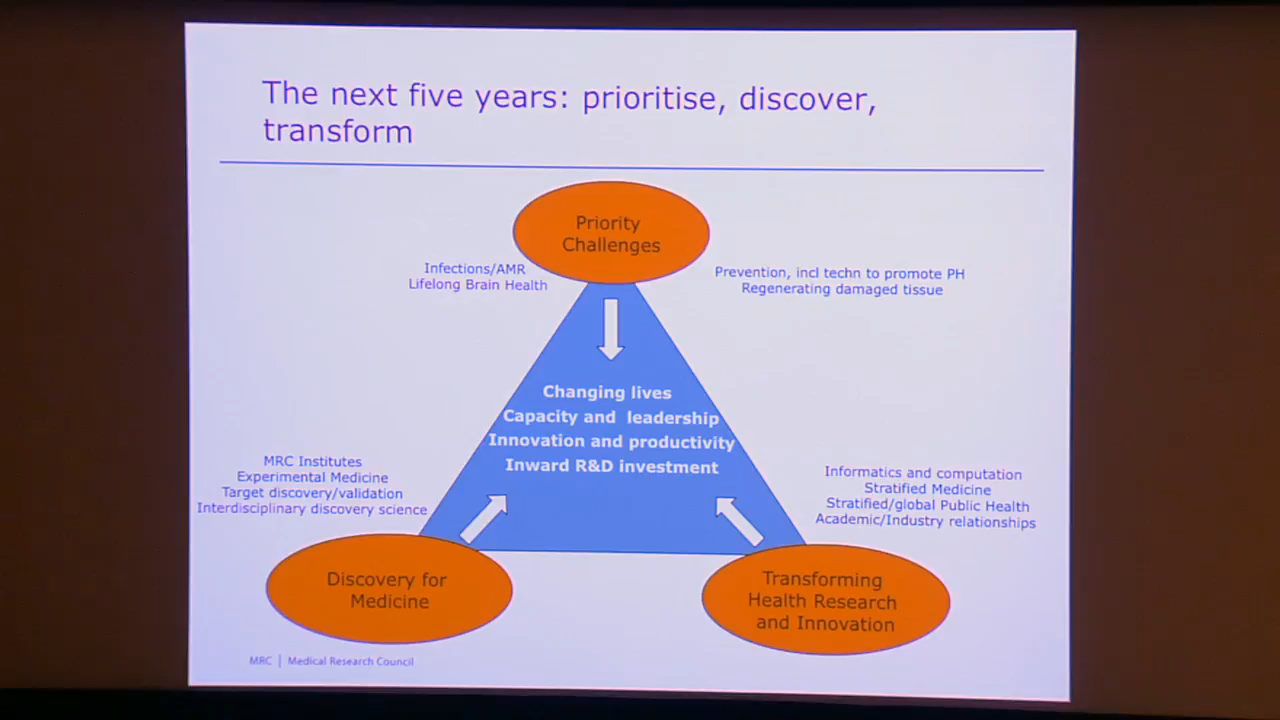 The next five years: prioritise, discover,
transform
Priority
Challenges
Infections/AMR
Lifelong Brain Health
Prevention, incl techn to promote PH
Regenerating damaged tissue
Changing lives
Capacity and leadership
Innovation and productivity
Inward R&D investment
MRC Institutes
Experimental Medicine
Target discovery/validation
Interdisciplinary discovery science
Informatics and computation
Stratified Medicine
Stratified/global Public Health
Academic/Industry relationships
Discovery for
Medicine
Transforming
Health Research
and Innovation
MRC | Medical Research Council